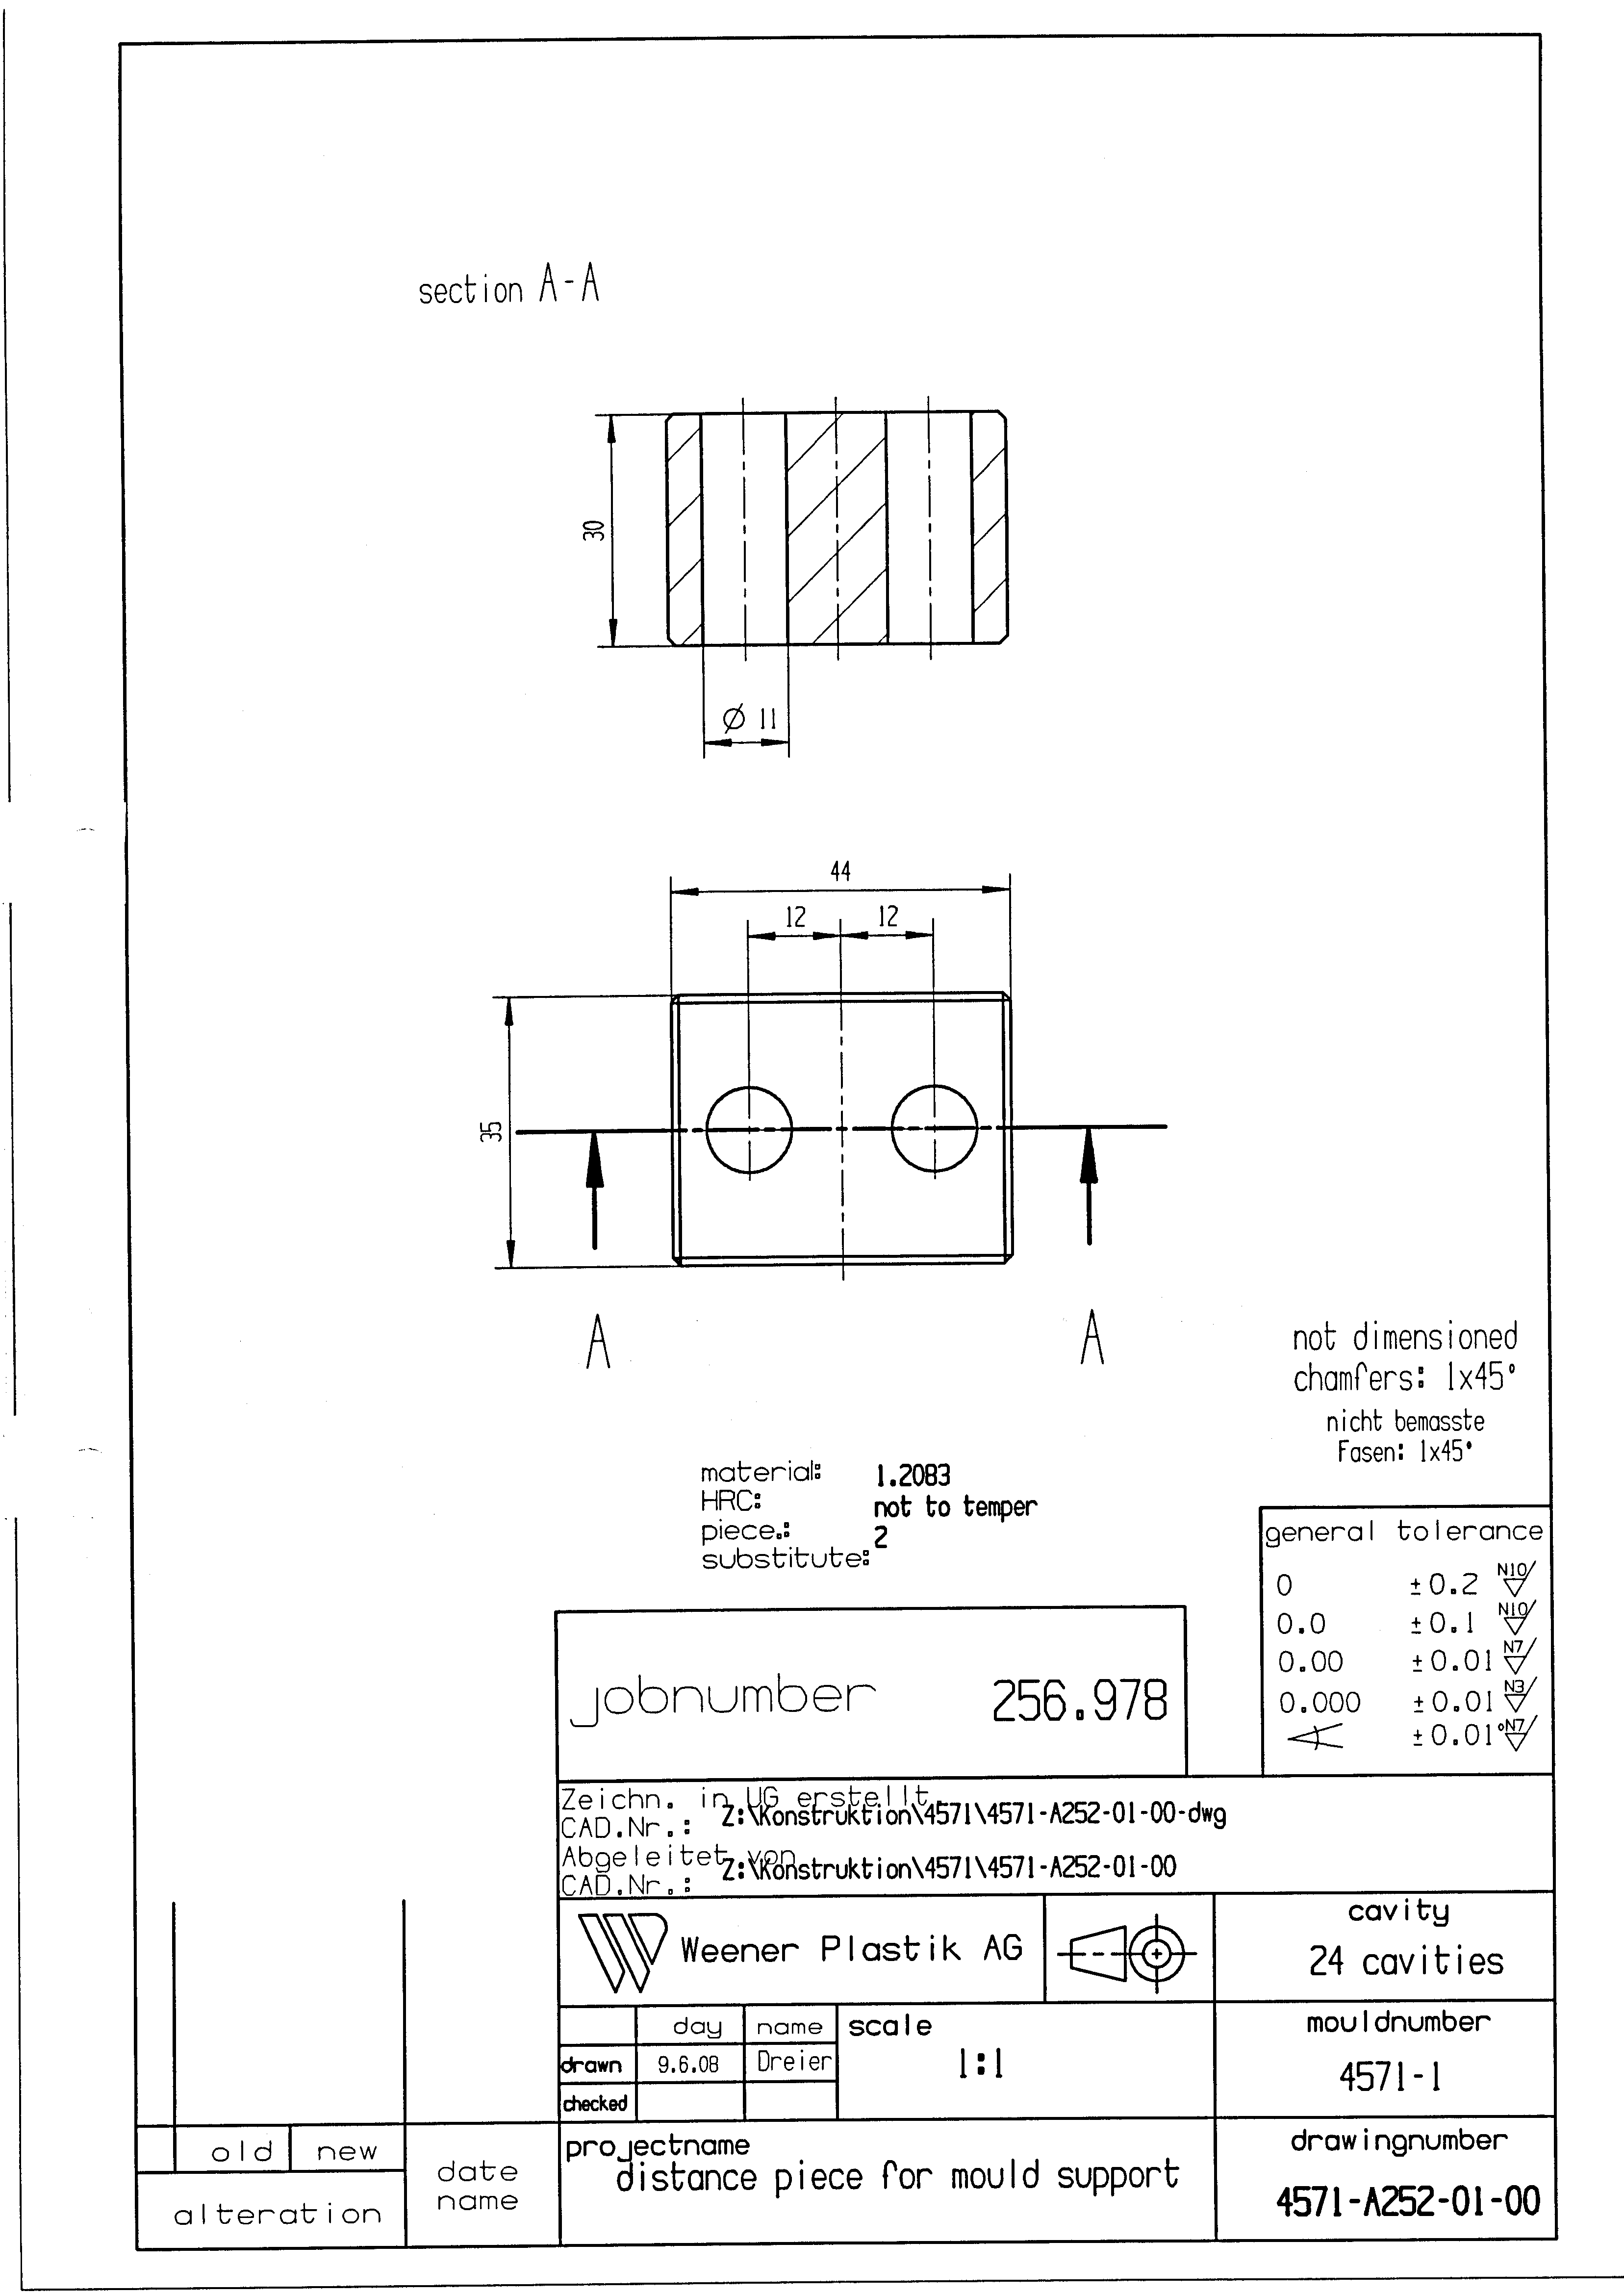 section A-A
30
Ø 11
44
12 12
35
A A
not dimensioned
chamfers: 1x45°
nicht bemasste
Fasen: 1x45°
material: 1.2083
HRC: not to temper
piece.: 2
substitute:
general tolerance
0 ±0.2 N10
0.0 ±0.1 N10
0.00 ±0.01 N7
0.000 ±0.01 N3
±0.01° N7
jobnumber 256.978
Zeichn. in UG erstellt
CAD.Nr.: Z:\Konstruktion\4571\4571-A252-01-00-dwg
Abgeleitet von
CAD.Nr.: Z:\Konstruktion\4571\4571-A252-01-00
Weener Plastik AG
cavity
24 cavities
day name
drawn 9.6.08 Dreier
checked
scale
1:1
mouldnumber
4571-1
old new
alteration
date
name
projectname
distance piece for mould support
drawingnumber
4571-A252-01-00